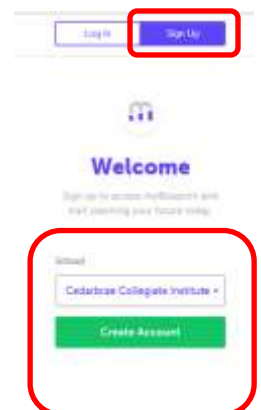 Log In Sign Up
m
Welcome
Sign up to access myBlueprint and
start planning your future today.
School
Cedarbrae Collegiate Institute
Create Account